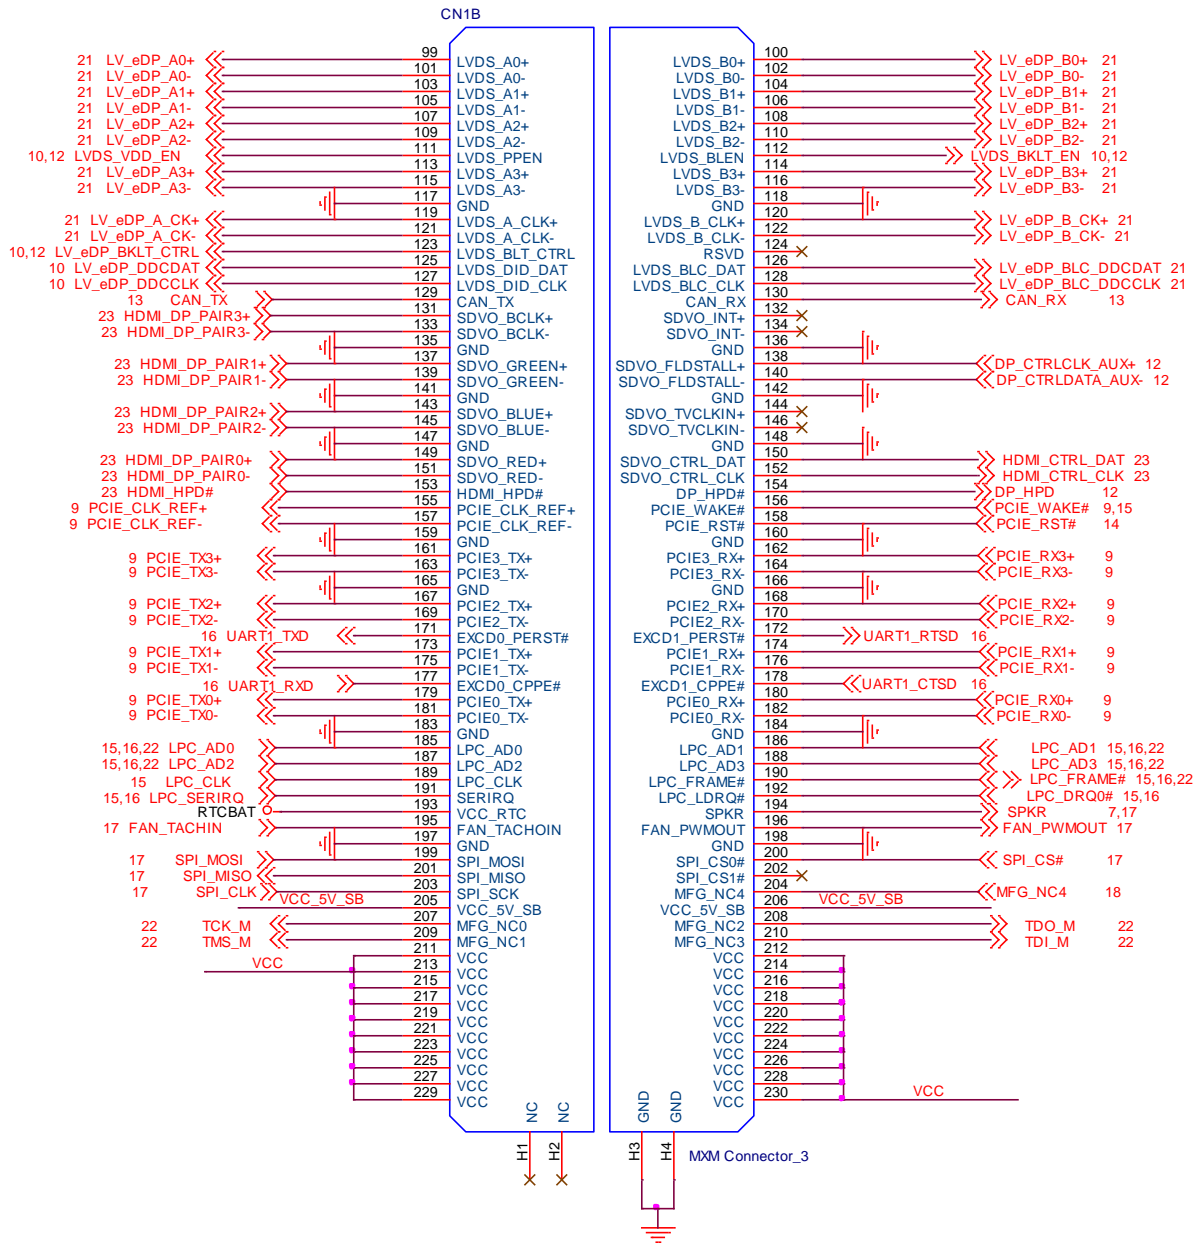 CN1B
21 LV_eDP_A0+ 99 LVDS_A0+ LVDS_B0+ 100 LV_eDP_B0+ 21
21 LV_eDP_A0- 101 LVDS_A0- LVDS_B0- 102 LV_eDP_B0- 21
21 LV_eDP_A1+ 103 LVDS_A1+ LVDS_B1+ 104 LV_eDP_B1+ 21
21 LV_eDP_A1- 105 LVDS_A1- LVDS_B1- 106 LV_eDP_B1- 21
21 LV_eDP_A2+ 107 LVDS_A2+ LVDS_B2+ 108 LV_eDP_B2+ 21
21 LV_eDP_A2- 109 LVDS_A2- LVDS_B2- 110 LV_eDP_B2- 21
10,12 LVDS_VDD_EN 111 LVDS_PPEN LVDS_BLEN 112 LVDS_BKLT_EN 10,12
21 LV_eDP_A3+ 113 LVDS_A3+ LVDS_B3+ 114 LV_eDP_B3+ 21
21 LV_eDP_A3- 115 LVDS_A3- LVDS_B3- 116 LV_eDP_B3- 21
117 GND GND 118
21 LV_eDP_A_CK+ 119 LVDS_A_CLK+ LVDS_B_CLK+ 120 LV_eDP_B_CK+ 21
21 LV_eDP_A_CK- 121 LVDS_A_CLK- LVDS_B_CLK- 122 LV_eDP_B_CK- 21
10,12 LV_eDP_BKLT_CTRL 123 LVDS_BLT_CTRL RSVD 124
10 LV_eDP_DDCDAT 125 LVDS_DID_DAT LVDS_BLC_DAT 126 LV_eDP_BLC_DDCDAT 21
10 LV_eDP_DDCCLK 127 LVDS_DID_CLK LVDS_BLC_CLK 128 LV_eDP_BLC_DDCCLK 21
13 CAN_TX 129 CAN_TX CAN_RX 130 CAN_RX 13
23 HDMI_DP_PAIR3+ 131 SDVO_BCLK+ SDVO_INT+ 132
23 HDMI_DP_PAIR3- 133 SDVO_BCLK- SDVO_INT- 134
135 GND GND 136
23 HDMI_DP_PAIR1+ 137 SDVO_GREEN+ SDVO_FLDSTALL+ 138 DP_CTRLCLK_AUX+ 12
23 HDMI_DP_PAIR1- 139 SDVO_GREEN- SDVO_FLDSTALL- 140 DP_CTRLDATA_AUX- 12
141 GND GND 142
23 HDMI_DP_PAIR2+ 143 SDVO_BLUE+ SDVO_TVCLKIN+ 144
23 HDMI_DP_PAIR2- 145 SDVO_BLUE- SDVO_TVCLKIN- 146
147 GND GND 148
23 HDMI_DP_PAIR0+ 149 SDVO_RED+ SDVO_CTRL_DAT 150 HDMI_CTRL_DAT 23
23 HDMI_DP_PAIR0- 151 SDVO_RED- SDVO_CTRL_CLK 152 HDMI_CTRL_CLK 23
23 HDMI_HPD# 153 HDMI_HPD# DP_HPD# 154 DP_HPD 12
9 PCIE_CLK_REF+ 155 PCIE_CLK_REF+ PCIE_WAKE# 156 PCIE_WAKE# 9,15
9 PCIE_CLK_REF- 157 PCIE_CLK_REF- PCIE_RST# 158 PCIE_RST# 14
159 GND GND 160
9 PCIE_TX3+ 161 PCIE3_TX+ PCIE3_RX+ 162 PCIE_RX3+ 9
9 PCIE_TX3- 163 PCIE3_TX- PCIE3_RX- 164 PCIE_RX3- 9
165 GND GND 166
9 PCIE_TX2+ 167 PCIE2_TX+ PCIE2_RX+ 168 PCIE_RX2+ 9
9 PCIE_TX2- 169 PCIE2_TX- PCIE2_RX- 170 PCIE_RX2- 9
16 UART1_TXD 171 EXCD0_PERST# EXCD1_PERST# 172 UART1_RTSD 16
9 PCIE_TX1+ 173 PCIE1_TX+ PCIE1_RX+ 174 PCIE_RX1+ 9
9 PCIE_TX1- 175 PCIE1_TX- PCIE1_RX- 176 PCIE_RX1- 9
16 UART1_RXD 177 EXCD0_CPPE# EXCD1_CPPE# 178 UART1_CTSD 16
9 PCIE_TX0+ 179 PCIE0_TX+ PCIE0_RX+ 180 PCIE_RX0+ 9
9 PCIE_TX0- 181 PCIE0_TX- PCIE0_RX- 182 PCIE_RX0- 9
183 GND GND 184
15,16,22 LPC_AD0 185 LPC_AD0 LPC_AD1 186 LPC_AD1 15,16,22
15,16,22 LPC_AD2 187 LPC_AD2 LPC_AD3 188 LPC_AD3 15,16,22
15 LPC_CLK 189 LPC_CLK LPC_FRAME# 190 LPC_FRAME# 15,16,22
15,16 LPC_SERIRQ 191 SERIRQ LPC_LDRQ# 192 LPC_DRQ0# 15,16
RTCBAT 193 VCC_RTC SPKR 194 SPKR 7,17
17 FAN_TACHIN 195 FAN_TACHOIN FAN_PWMOUT 196 FAN_PWMOUT 17
197 GND GND 198
17 SPI_MOSI 199 SPI_MOSI SPI_CS0# 200 SPI_CS# 17
17 SPI_MISO 201 SPI_MISO SPI_CS1# 202
17 SPI_CLK 203 SPI_SCK MFG_NC4 204 MFG_NC4 18
VCC_5V_SB 205 VCC_5V_SB VCC_5V_SB 206 VCC_5V_SB
22 TCK_M 207 MFG_NC0 MFG_NC2 208 TDO_M 22
22 TMS_M 209 MFG_NC1 MFG_NC3 210 TDI_M 22
211 VCC VCC 212
VCC 213 VCC VCC 214
215 VCC VCC 216
217 VCC VCC 218
219 VCC VCC 220
221 VCC VCC 222
223 VCC VCC 224
225 VCC VCC 226
227 VCC VCC 228
229 VCC VCC 230 VCC
NC NC GND GND
H1 H2 H3 H4
MXM Connector_3